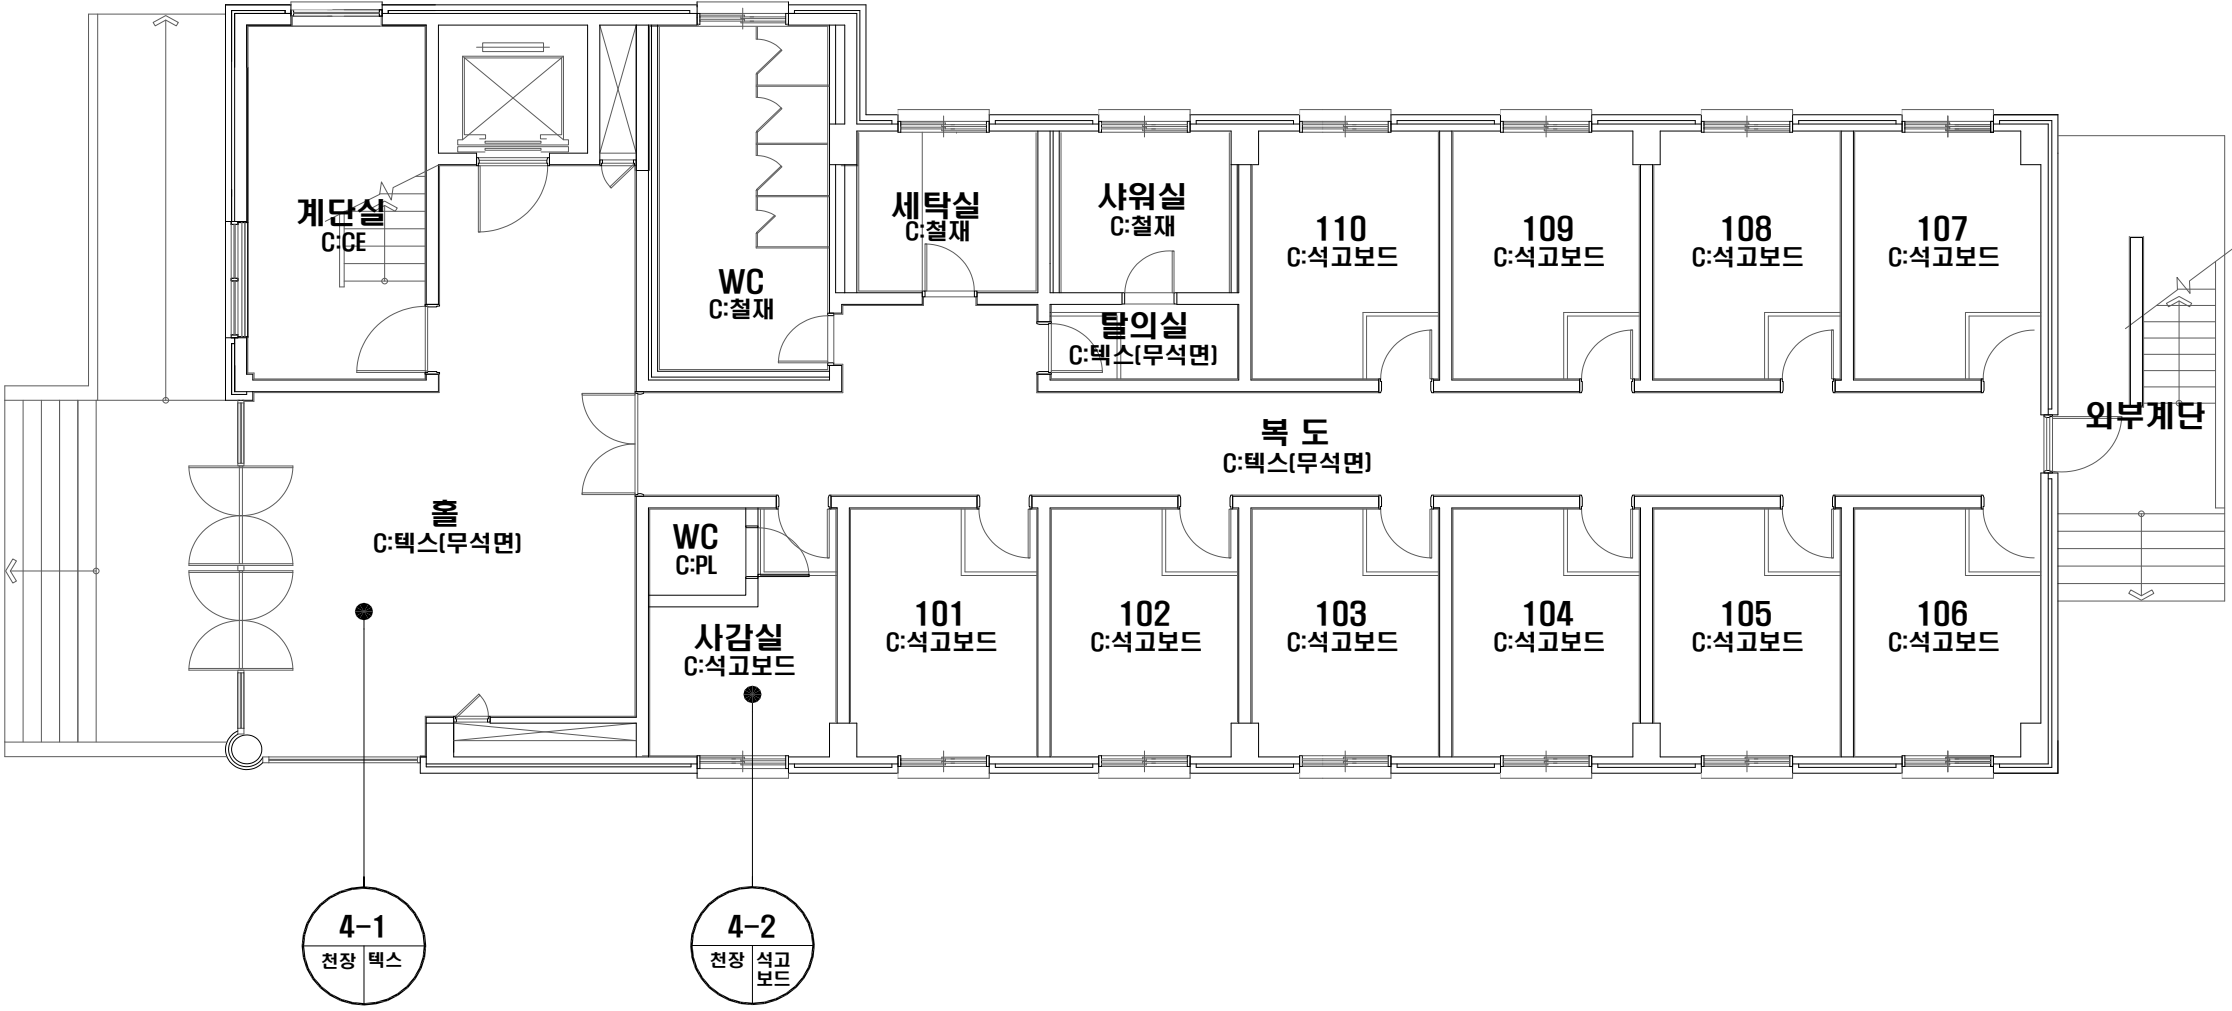 계단실
C:CE
WC
C:철재
세탁실
C:철재
샤워실
C:철재
탈의실
C:텍스(무석면)
110
C:석고보드
109
C:석고보드
108
C:석고보드
107
C:석고보드
외부계단
복 도
C:텍스(무석면)
홀
C:텍스(무석면)
WC
C:PL
사감실
C:석고보드
101
C:석고보드
102
C:석고보드
103
C:석고보드
104
C:석고보드
105
C:석고보드
106
C:석고보드
4-1
천장 텍스
4-2
천장 석고
보드